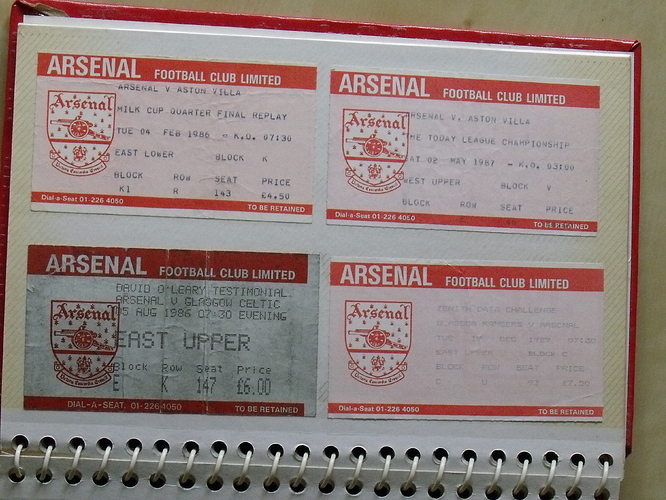 ARSENAL FOOTBALL CLUB LIMITED
Arsenal
ARSENAL V ASTON VILLA
MILK CUP QUARTER FINAL REPLAY
TUE 04 FEB 1986 - K.O. 07:30
EAST LOWER BLOCK K
BLOCK ROW SEAT PRICE
K1 R 143 £4.50
Dial-a-Seat 01-226 4050 TO BE RETAINED
ARSENAL FOOTBALL CLUB LIMITED
Arsenal
ARSENAL V. ASTON VILLA
THE TODAY LEAGUE CHAMPIONSHIP
SAT 02 MAY 1987 - K.O. 03:00
WEST UPPER BLOCK V
BLOCK ROW SEAT PRICE
Dial-a-Seat 01-226 4050 TO BE RETAINED
ARSENAL FOOTBALL CLUB LIMITED
Arsenal
DAVID O'LEARY TESTIMONIAL
ARSENAL V GLASGOW CELTIC
05 AUG 1986 07:30 EVENING
EAST UPPER
Block Row Seat Price
E K 147 £6.00
DIAL-A-SEAT. 01-226 4050 TO BE RETAINED
ARSENAL FOOTBALL CLUB LIMITED
Arsenal
ZENITH DATA CHALLENGE
RANGERS V ARSENAL
TUE DEC 1989
EAST UPPER BLOCK
BLOCK ROW SEAT PRICE
Dial-a-Seat 01-226 4050 TO BE RETAINED